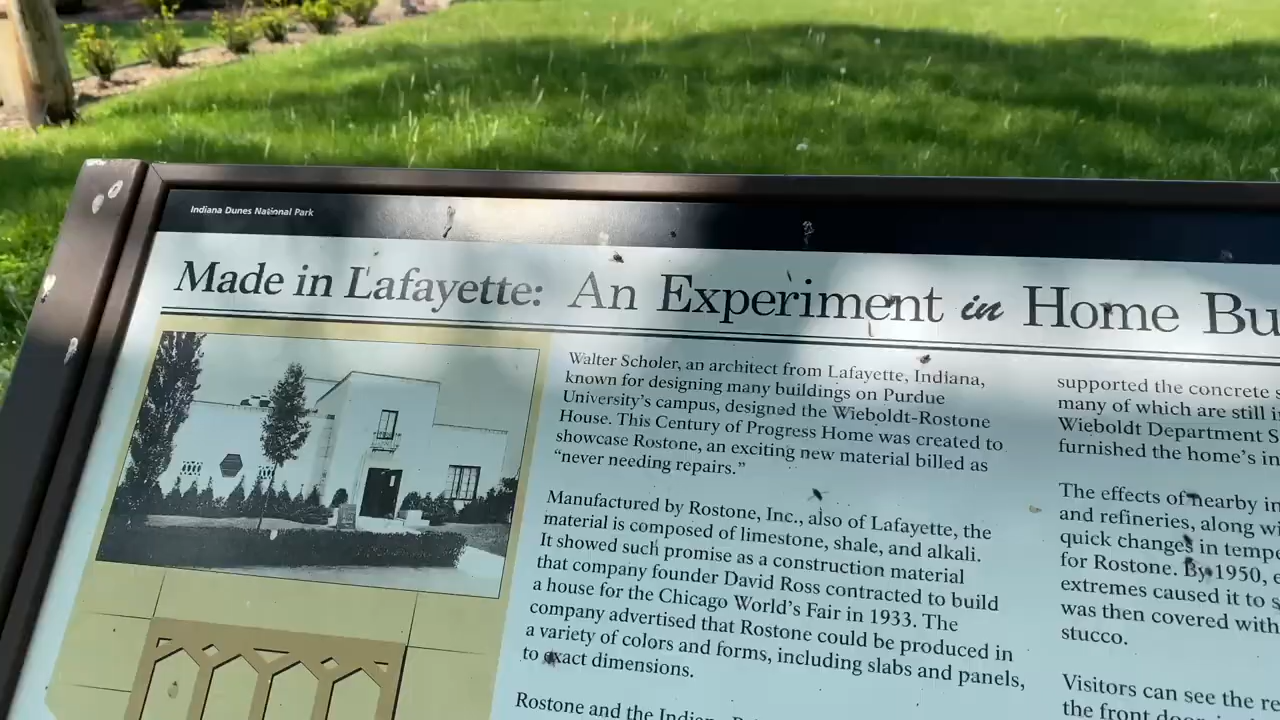 Indiana Dunes National Park
Made in Lafayette: An Experiment in Home Bu
Walter Scholer, an architect from Lafayette, Indiana,
known for designing many buildings on Purdue
University's campus, designed the Wieboldt-Rostone
House. This Century of Progress Home was created to
showcase Rostone, an exciting new material billed as
"never needing repairs."
Manufactured by Rostone, Inc., also of Lafayette, the
material is composed of limestone, shale, and alkali.
It showed such promise as a construction material
that company founder David Ross contracted to build
a house for the Chicago World's Fair in 1933. The
company advertised that Rostone could be produced in
a variety of colors and forms, including slabs and panels,
to exact dimensions.
Rostone and the
supported the concrete
many of which are still
Wieboldt Department
furnished the home's
The effects of nearby
and refineries, along
quick changes in
for Rostone. By 1950,
extremes caused it to
was then covered with
stucco.
Visitors can see the
the front